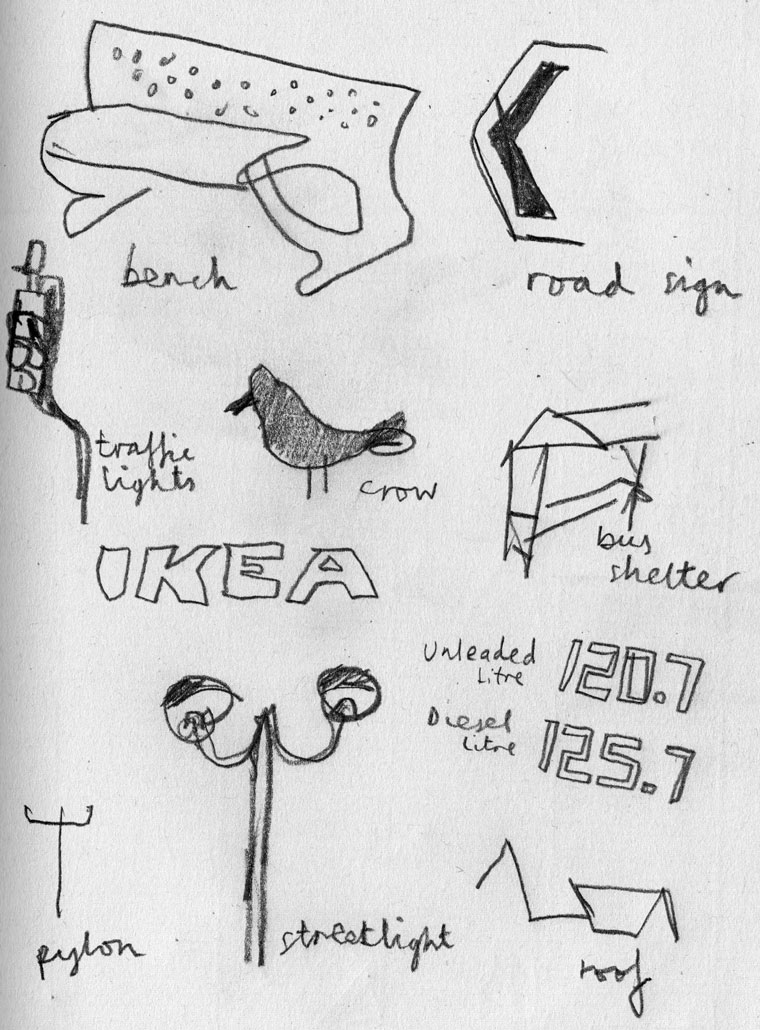 bench
road sign
traffic
lights
crow
bus
shelter
IKEA
Unleaded
Litre
120.7
Diesel
Litre
125.7
pylon
streetlight
roof